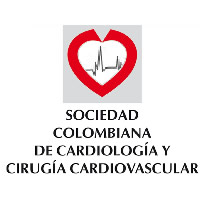 SOCIEDAD
COLOMBIANA
DE CARDIOLOGÍA Y
CIRUGÍA CARDIOVASCULAR